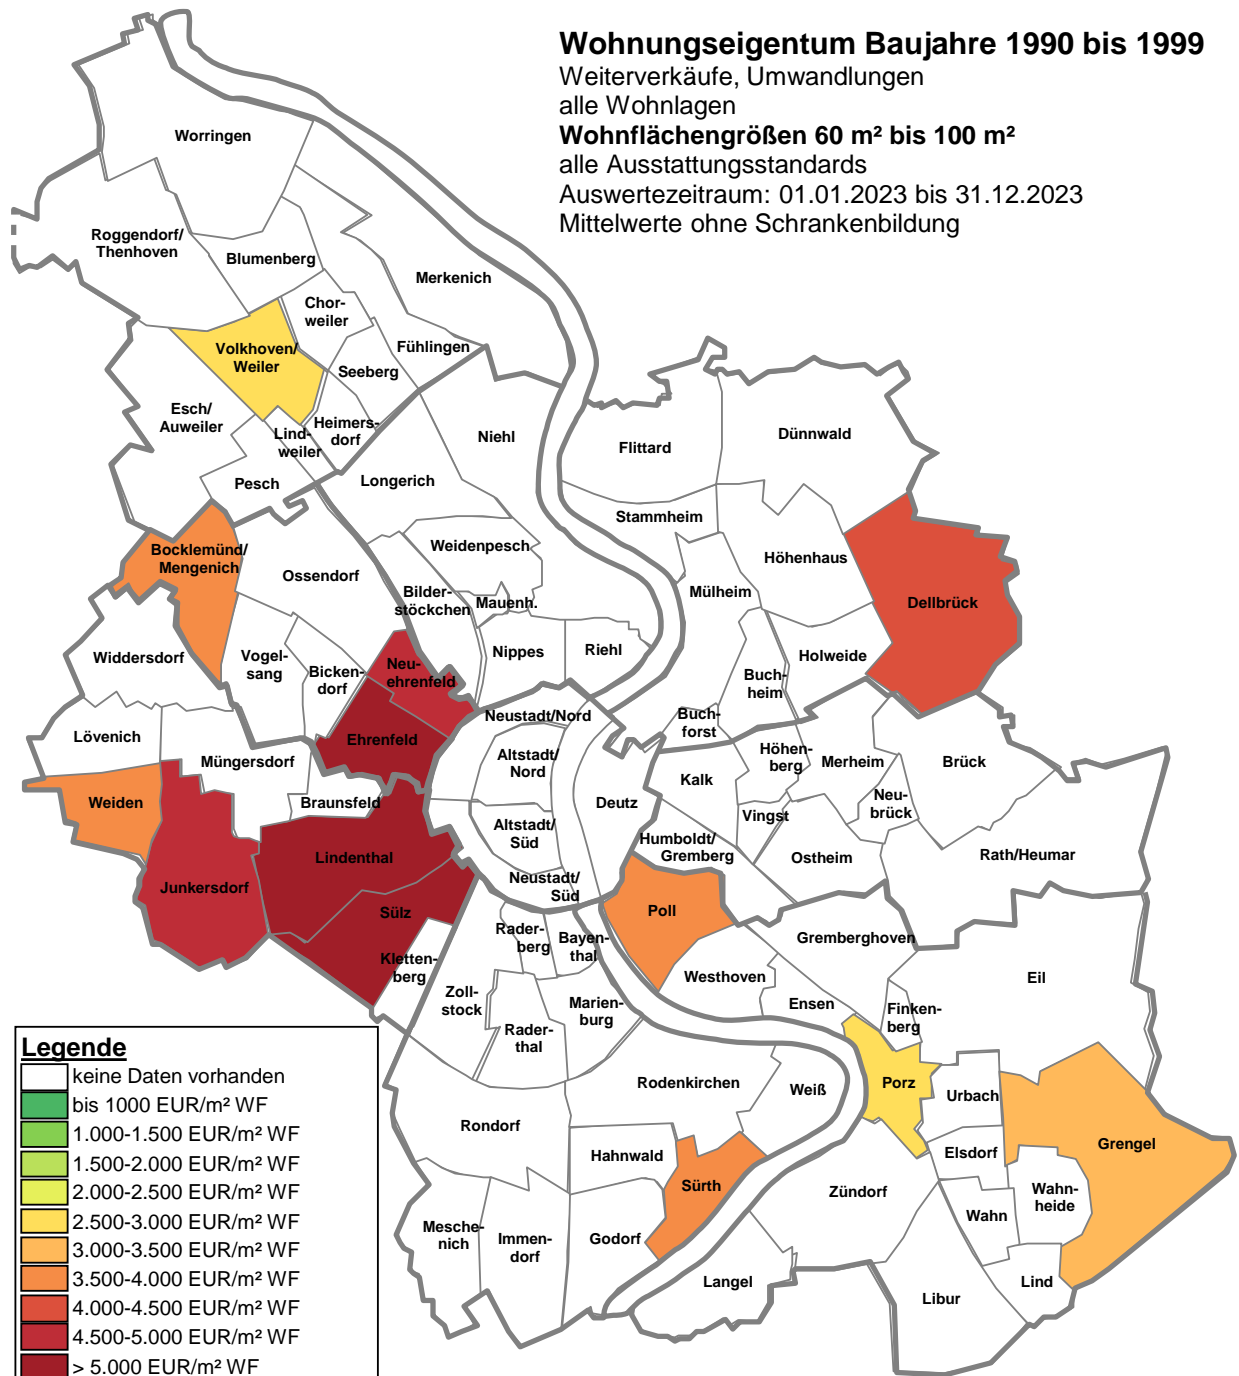 Wohnungseigentum Baujahre 1990 bis 1999
Weiterverkäufe, Umwandlungen
alle Wohnlagen
Wohnflächengrößen 60 m² bis 100 m²
alle Ausstattungsstandards
Auswertezeitraum: 01.01.2023 bis 31.12.2023
Mittelwerte ohne Schrankenbildung
Worringen
Roggendorf/
Thenhoven
Blumenberg
Merkenich
Chor-
weiler
Fühlingen
Volkhoven/
Weiler
Seeberg
Esch/
Auweiler
Lind-
weiler
Heimers-
dorf
Pesch
Niehl
Longerich
Flittard
Dünnwald
Stammheim
Höhenhaus
Weidenpesch
Bocklemünd/
Mengenich
Ossendorf
Bilder-
stöckchen
Mauenh.
Mülheim
Dellbrück
Widdersdorf
Vogel-
sang
Bicken-
dorf
Neu-
ehrenfeld
Nippes
Riehl
Buch-
heim
Holweide
Lövenich
Müngersdorf
Ehrenfeld
Neustadt/Nord
Altstadt/
Nord
Buch-
forst
Höhen-
berg
Merheim
Brück
Kalk
Neu-
brück
Weiden
Braunsfeld
Deutz
Vingst
Altstadt/
Süd
Humboldt/
Gremberg
Ostheim
Rath/Heumar
Lindenthal
Junkersdorf
Neustadt/
Süd
Sülz
Poll
Kletten-
berg
Rader-
berg
Bayen-
thal
Gremberghoven
Westhoven
Eil
Zoll-
stock
Marien-
burg
Ensen
Finken-
berg
Rader-
thal
Rodenkirchen
Weiß
Porz
Urbach
Rondorf
Grengel
Hahnwald
Elsdorf
Sürth
Zündorf
Wahn-
heide
Wahn
Mesche-
nich
Immen-
dorf
Godorf
Langel
Libur
Lind
Legende
keine Daten vorhanden
bis 1000 EUR/m² WF
1.000-1.500 EUR/m² WF
1.500-2.000 EUR/m² WF
2.000-2.500 EUR/m² WF
2.500-3.000 EUR/m² WF
3.000-3.500 EUR/m² WF
3.500-4.000 EUR/m² WF
4.000-4.500 EUR/m² WF
4.500-5.000 EUR/m² WF
> 5.000 EUR/m² WF